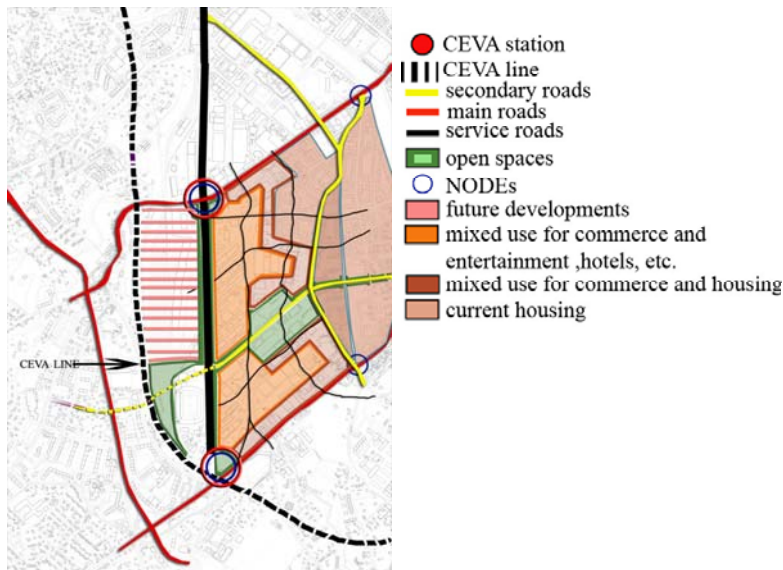 CEVA station
CEVA line
secondary roads
main roads
service roads
open spaces
NODEs
future developments
mixed use for commerce and
entertainment ,hotels, etc.
mixed use for commerce and housing
current housing
CEVA LINE